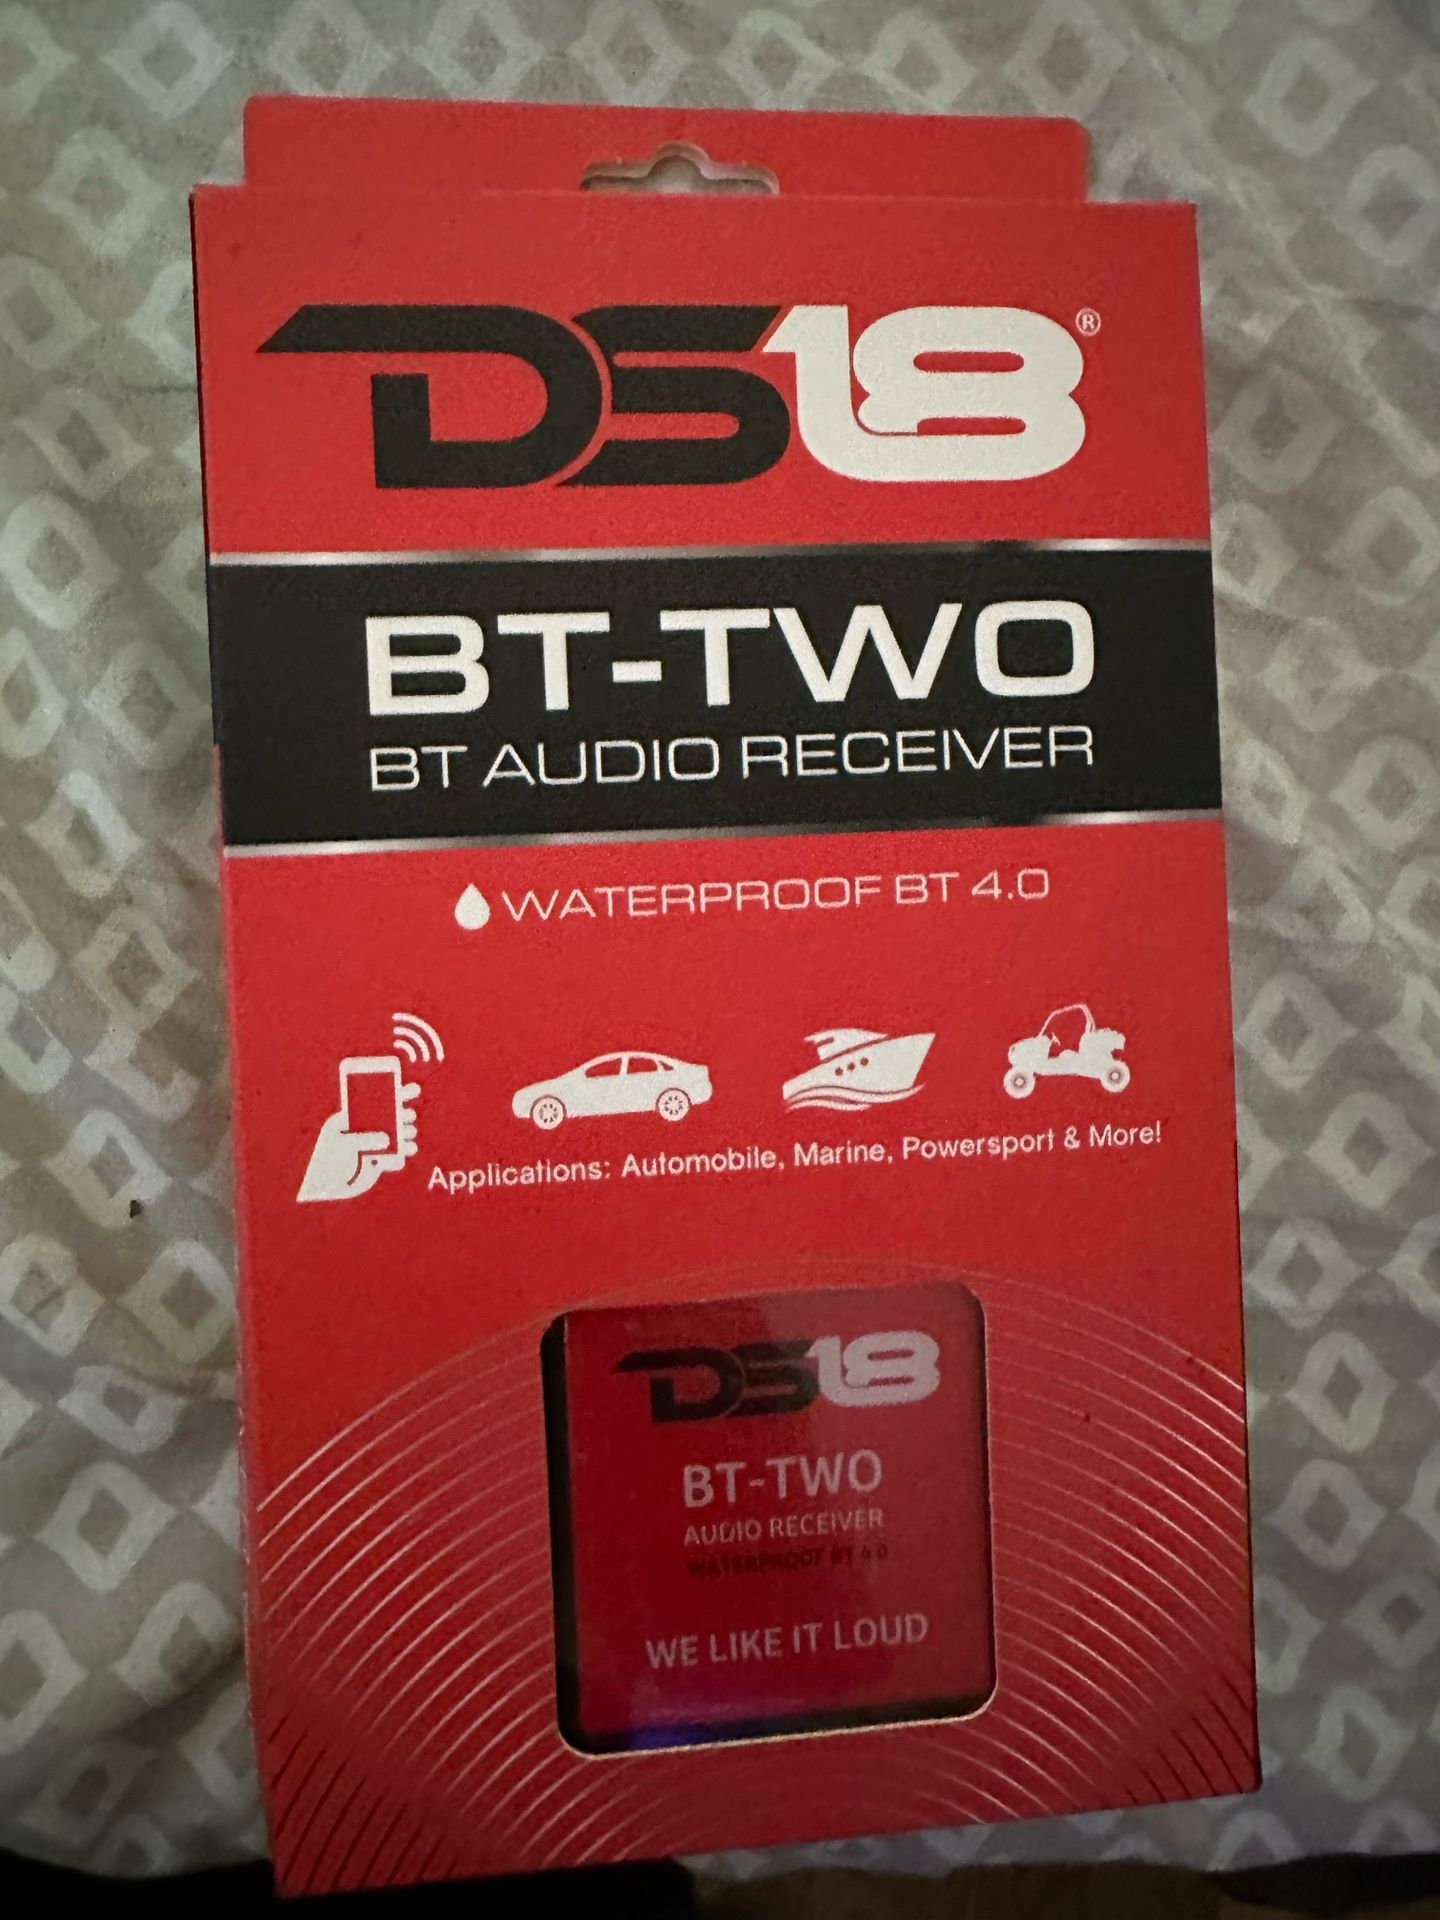 DS18®
BT-TWO
BT AUDIO RECEIVER
WATERPROOF BT 4.0
Applications: Automobile, Marine, Powersport & More!
DS18
BT-TWO
AUDIO RECEIVER
WATERPROOF BT 4.0
WE LIKE IT LOUD